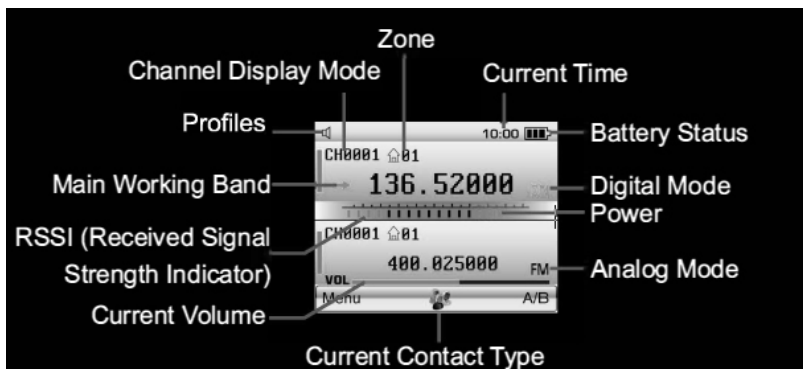 Zone
Channel Display Mode
Current Time
Profiles
10:00
Battery Status
CH0001 01
Main Working Band
136.52000
Digital Mode
Power
RSSI (Received Signal
Strength Indicator)
CH0001 01
400.025000
FM
Analog Mode
VOL
Current Volume
Menu
A/B
Current Contact Type